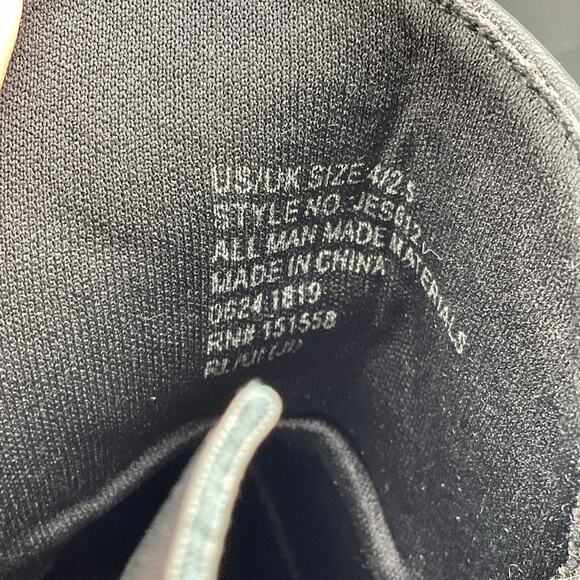 US/UK SIZE 4/2.5
STYLE NO. JES612V
ALL MAN MADE MATERIALS
MADE IN CHINA
0624.1819
RN# 151558